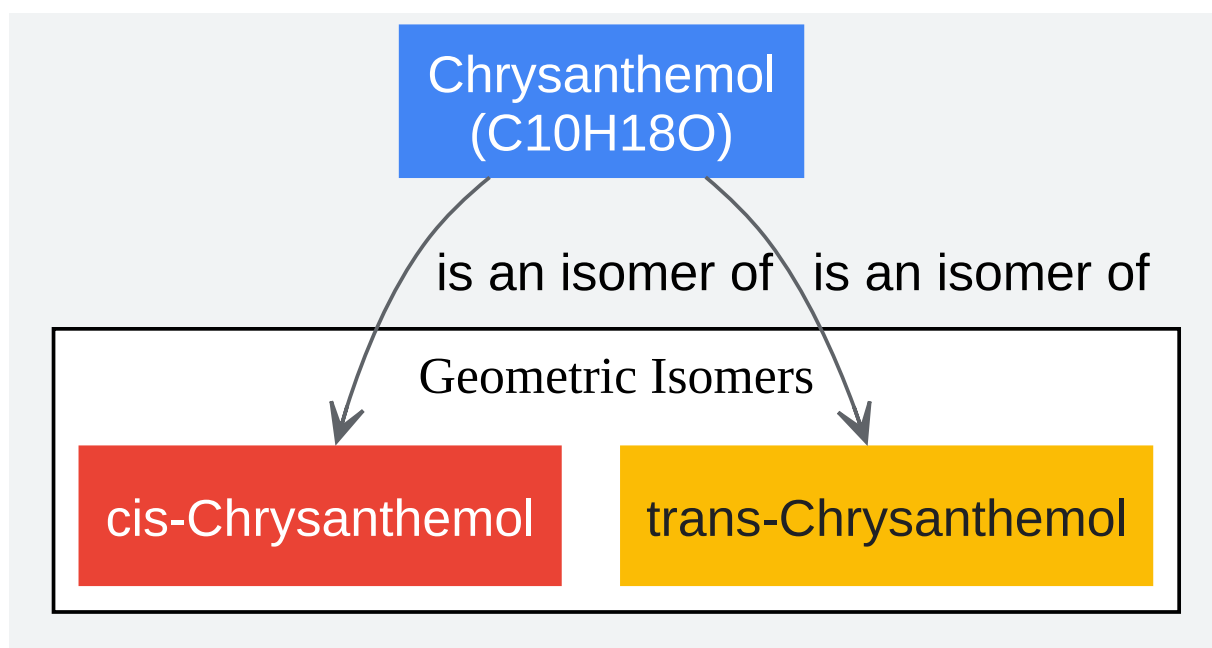 Chrysanthemol
(C10H18O)
is an isomer of
is an isomer of
Geometric Isomers
cis-Chrysanthemol
trans-Chrysanthemol